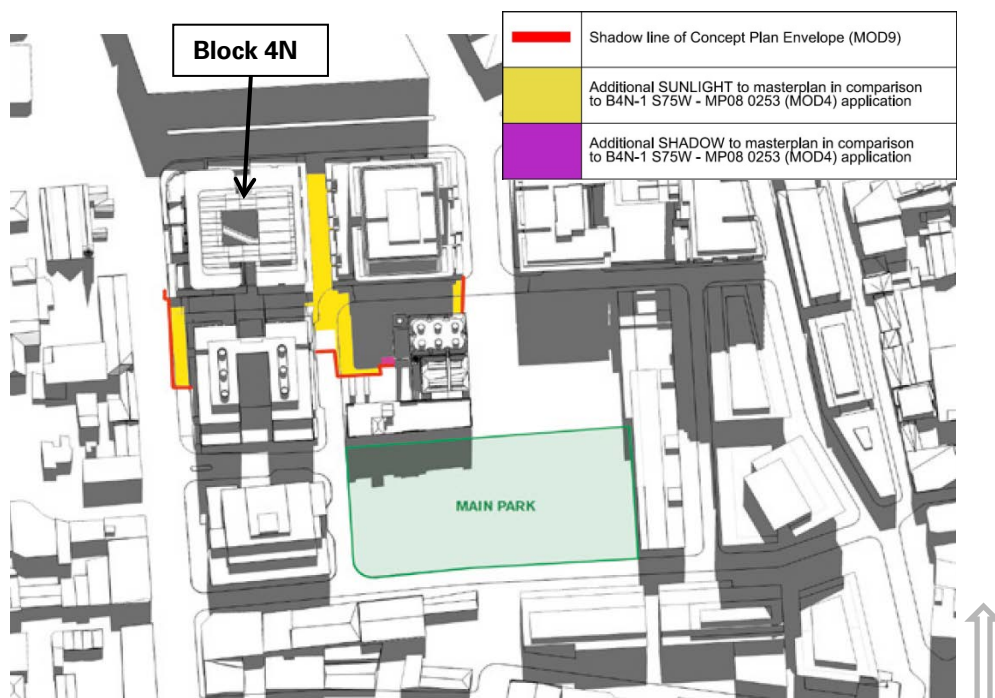 Block 4N
Shadow line of Concept Plan Envelope (MOD9)
Additional SUNLIGHT to masterplan in comparison
to B4N-1 S75W - MP08 0253 (MOD4) application
Additional SHADOW to masterplan in comparison
to B4N-1 S75W - MP08 0253 (MOD4) application
MAIN PARK